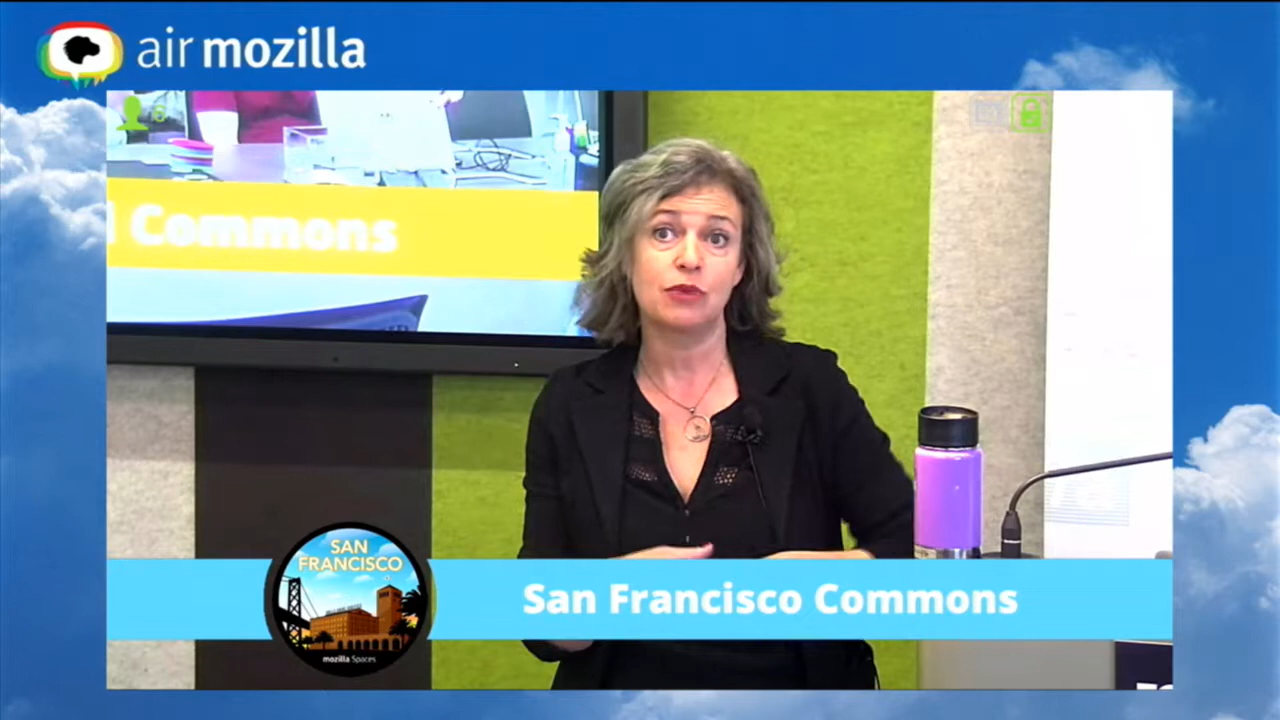 air mozilla
Commons
SAN
FRANCISCO
mozilla Spaces
San Francisco Commons